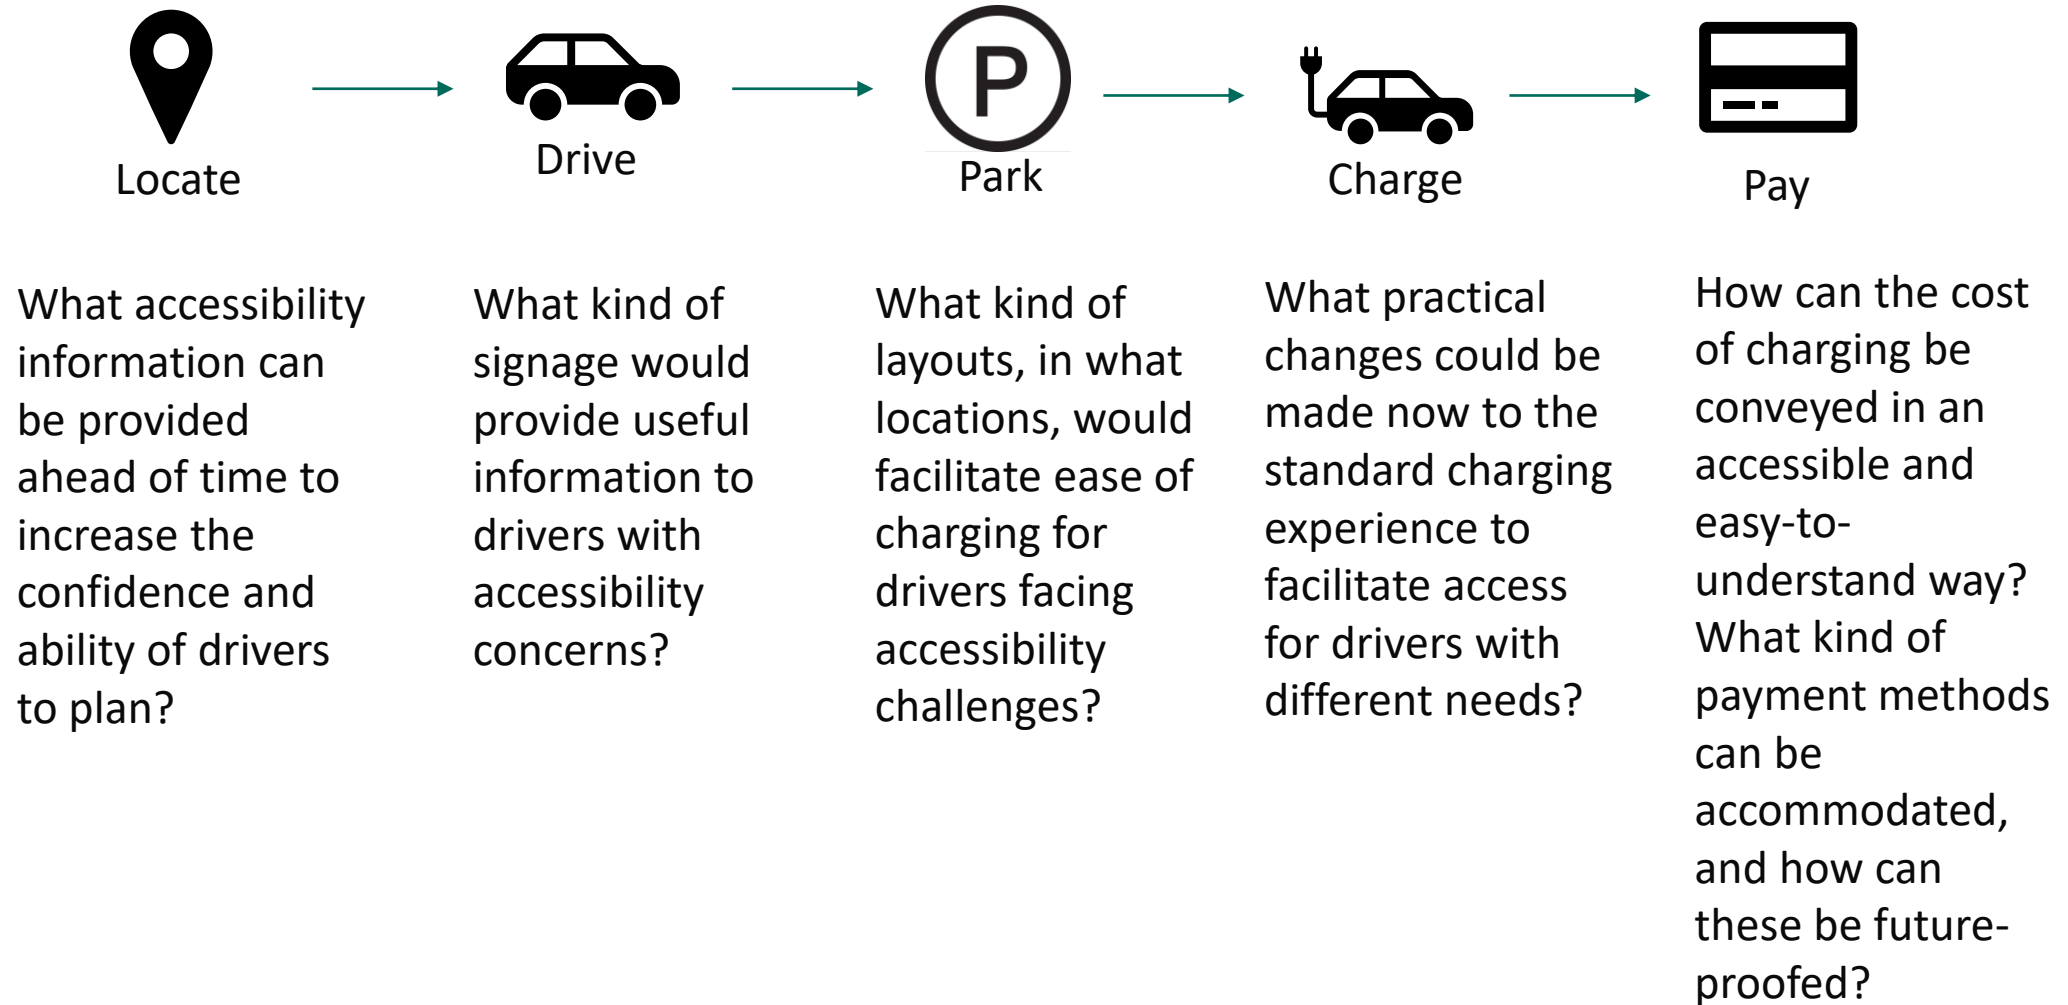 P
Locate
Drive
Park
Charge
Pay
What accessibility
information can
be provided
ahead of time to
increase the
confidence and
ability of drivers
to plan?
What kind of
signage would
provide useful
information to
drivers with
accessibility
concerns?
What kind of
layouts, in what
locations, would
facilitate ease of
charging for
drivers facing
accessibility
challenges?
What practical
changes could be
made now to the
standard charging
experience to
facilitate access
for drivers with
different needs?
How can the cost
of charging be
conveyed in an
accessible and
easy-to-
understand way?
What kind of
payment methods
can be
accommodated,
and how can
these be future-
proofed?